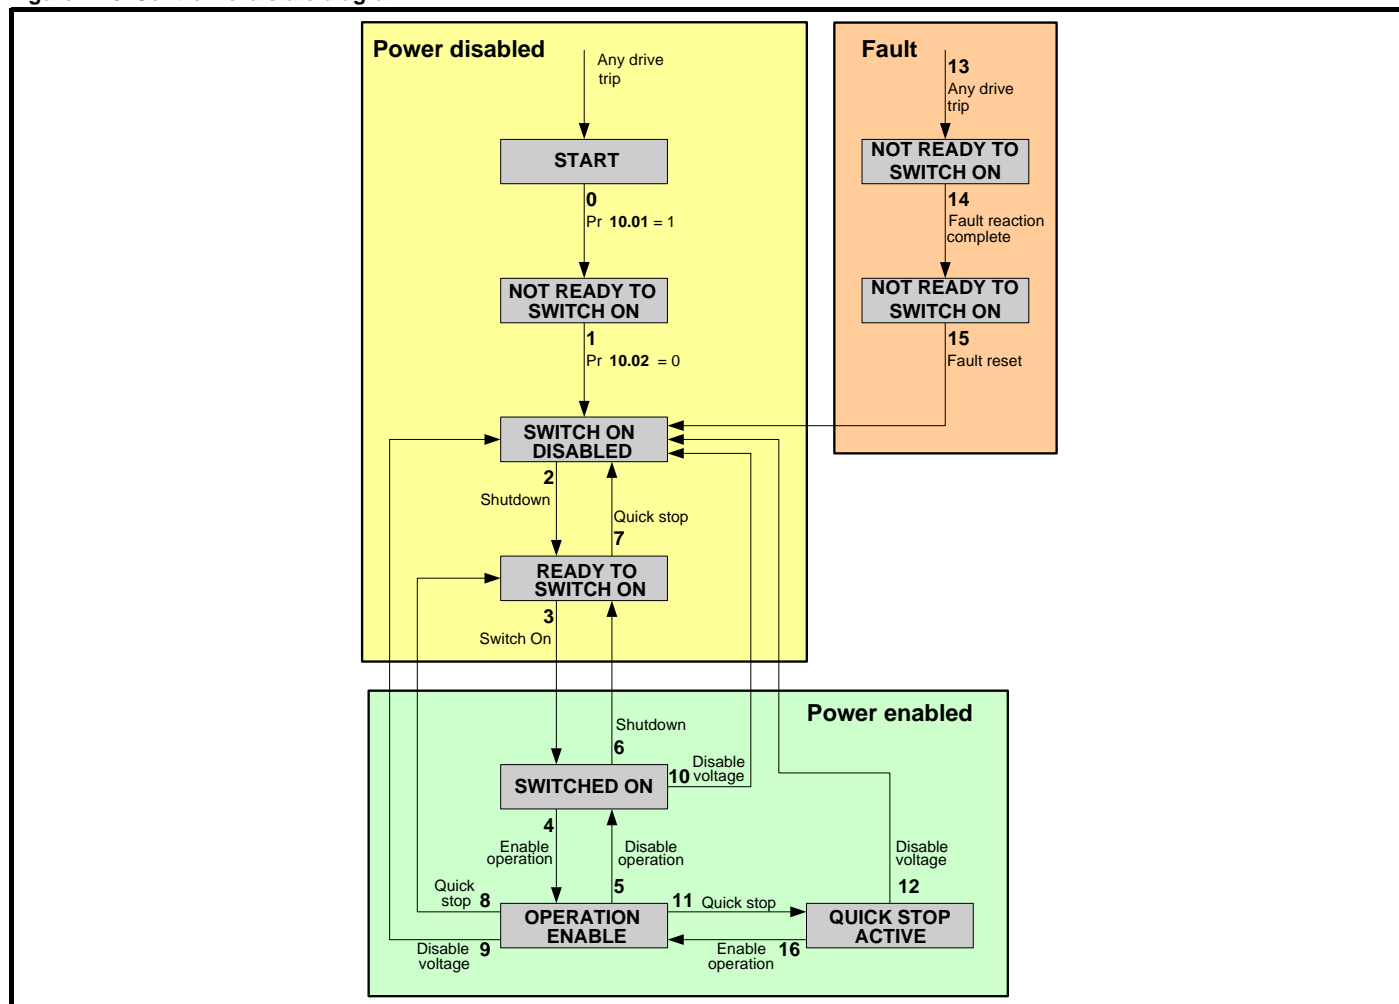 Power disabled
Any drive
trip
START
0
Pr 10.01 = 1
NOT READY TO
SWITCH ON
1
Pr 10.02 = 0
SWITCH ON
DISABLED
2
Shutdown
Quick stop
7
READY TO
SWITCH ON
3
Switch On
Fault
13
Any drive
trip
NOT READY TO
SWITCH ON
14
Fault reaction
complete
NOT READY TO
SWITCH ON
15
Fault reset
Power enabled
Shutdown
6
SWITCHED ON
10 Disable
voltage
4
Enable
operation
Disable
operation
5
Quick
stop 8
Disable
voltage 9
OPERATION
ENABLE
11 Quick stop
Enable
operation 16
Disable
voltage
12
QUICK STOP
ACTIVE